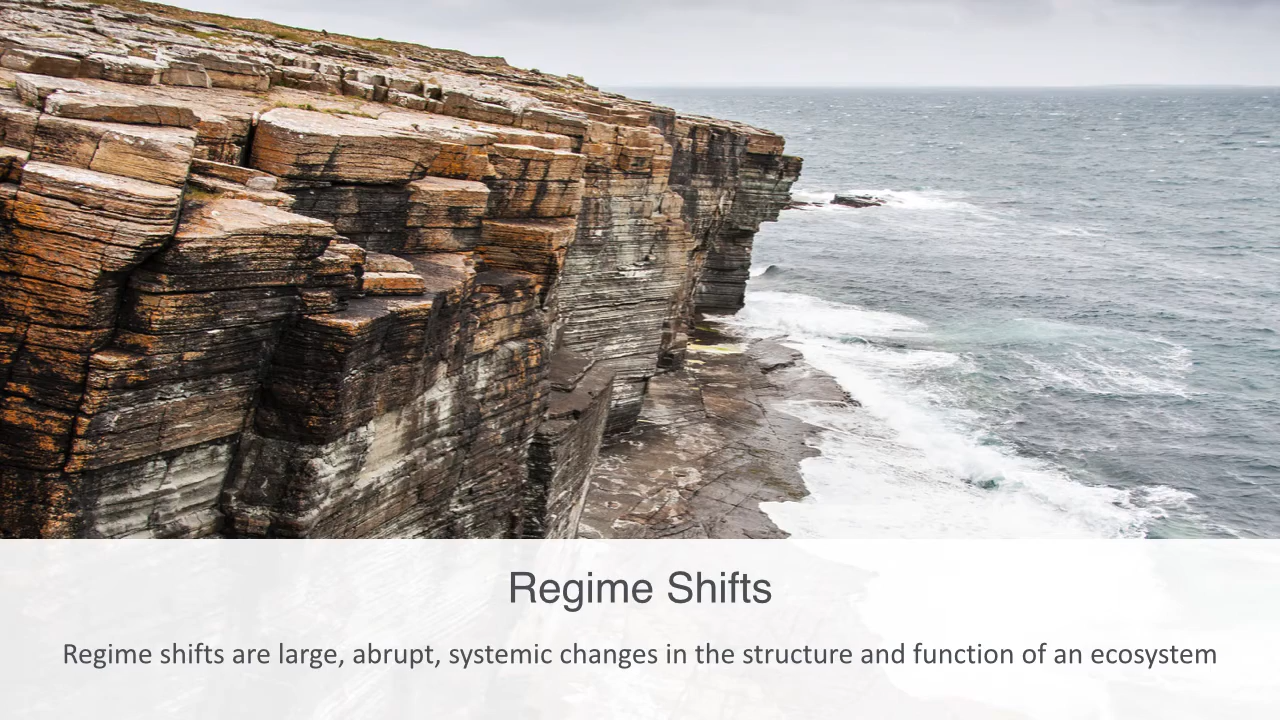 Regime Shifts
Regime shifts are large, abrupt, systemic changes in the structure and function of an ecosystem